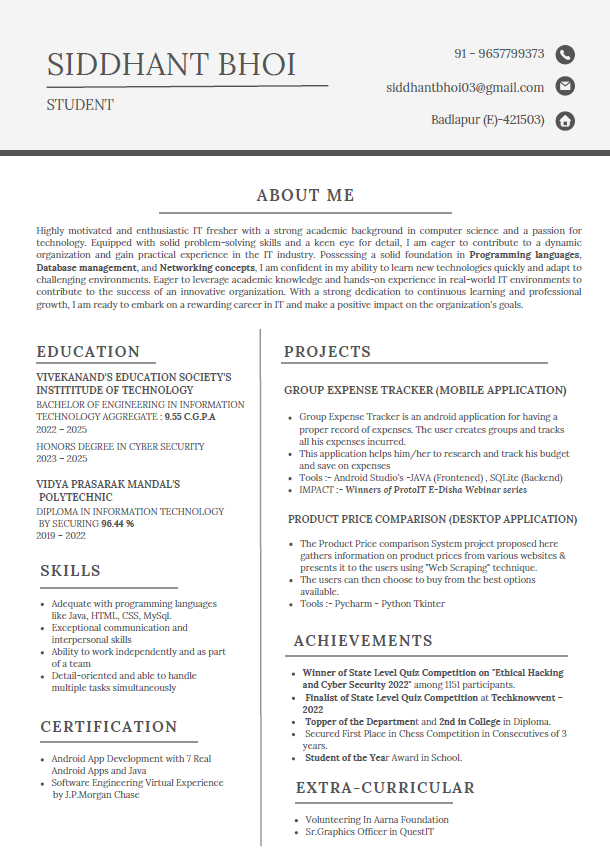 SIDDHANT BHOI
STUDENT
91 - 9657799373
siddhantbhoi03@gmail.com
Badlapur (E)-421503)
ABOUT ME
Highly motivated and enthusiastic IT fresher with a strong academic background in computer science and a passion for
technology. Equipped with solid problem-solving skills and a keen eye for detail, I am eager to contribute to a dynamic
organization and gain practical experience in the IT industry. Possessing a solid foundation in Programming languages,
Database management, and Networking concepts, I am confident in my ability to learn new technologies quickly and adapt to
challenging environments. Eager to leverage academic knowledge and hands-on experience in real-world IT environments to
contribute to the success of an innovative organization. With a strong dedication to continuous learning and professional
growth, I am ready to embark on a rewarding career in IT and make a positive impact on the organization's goals.
EDUCATION
VIVEKANAND'S EDUCATION SOCIETY'S
INSTITITUDE OF TECHNOLOGY
BACHELOR OF ENGINEERING IN INFORMATION
TECHNOLOGY AGGREGATE : 9.55 C.G.P.A
2022 - 2025
HONORS DEGREE IN CYBER SECURITY
2023 - 2025
VIDYA PRASARAK MANDAL'S
POLYTECHNIC
DIPLOMA IN INFORMATION TECHNOLOGY
BY SECURING 96.44 %
2019 - 2022
SKILLS
• Adequate with programming languages
like Java, HTML, CSS, MySql.
• Exceptional communication and
interpersonal skills
• Ability to work independently and as part
of a team
• Detail-oriented and able to handle
multiple tasks simultaneously
CERTIFICATION
• Android App Development with 7 Real
Android Apps and Java
• Software Engineering Virtual Experience
by J.P.Morgan Chase
PROJECTS
GROUP EXPENSE TRACKER (MOBILE APPLICATION)
• Group Expense Tracker is an android application for having a
proper record of expenses. The user creates groups and tracks
all his expenses incurred.
• This application helps him/her to research and track his budget
and save on expenses
• Tools :- Android Studio's -JAVA (Frontened) , SQLite (Backend)
• IMPACT :- Winners of ProtoIT E-Disha Webinar series
PRODUCT PRICE COMPARISON (DESKTOP APPLICATION)
• The Product Price comparison System project proposed here
gathers information on product prices from various websites &
presents it to the users using "Web Scraping" technique.
• The users can then choose to buy from the best options
available.
• Tools :- Pycharm - Python Tkinter
ACHIEVEMENTS
• Winner of State Level Quiz Competition on "Ethical Hacking
and Cyber Security 2022" among 1151 participants.
• Finalist of State Level Quiz Competition at Techknowvent -
2022
• Topper of the Department and 2nd in College in Diploma.
• Secured First Place in Chess Competition in Consecutives of 3
years.
• Student of the Year Award in School.
EXTRA-CURRICULAR
• Volunteering In Aarna Foundation
• Sr.Graphics Officer in QuestIT